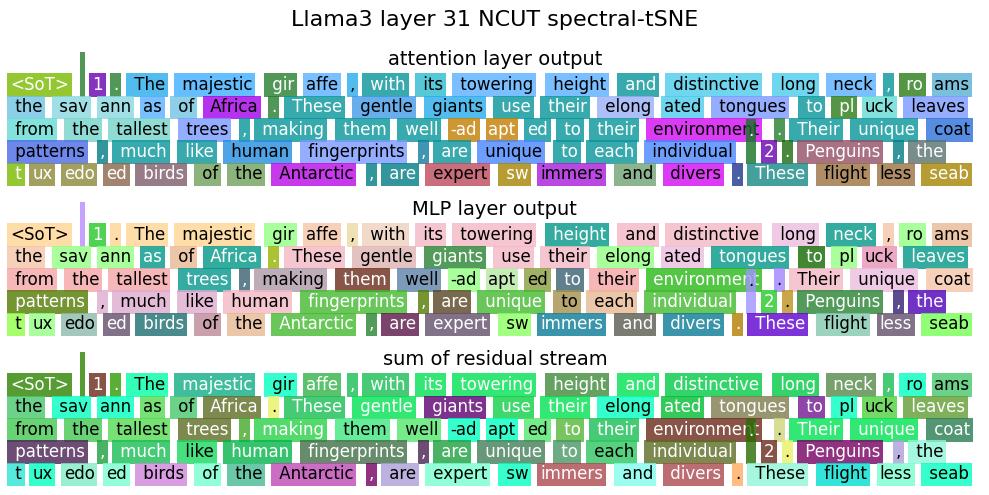 Llama3 layer 31 NCUT spectral-tSNE
attention layer output
<SoT> 1 . The majestic gir affe , with its towering height and distinctive long neck , ro ams
the sav ann as of Africa . These gentle giants use their elong ated tongues to pl uck leaves
from the tallest trees , making them well -ad apt ed to their environment . Their unique coat
patterns , much like human fingerprints , are unique to each individual 2 . Penguins , the
t ux edo ed birds of the Antarctic , are expert sw immers and divers . These flight less seab
MLP layer output
<SoT> 1 . The majestic gir affe , with its towering height and distinctive long neck , ro ams
the sav ann as of Africa . These gentle giants use their elong ated tongues to pl uck leaves
from the tallest trees , making them well -ad apt ed to their environment . . Their unique coat
patterns , much like human fingerprints , are unique to each individual 2 . Penguins , the
t ux edo ed birds of the Antarctic , are expert sw immers and divers . These flight less seab
sum of residual stream
<SoT> 1 . The majestic gir affe , with its towering height and distinctive long neck , ro ams
the sav ann as of Africa . These gentle giants use their elong ated tongues to pl uck leaves
from the tallest trees , making them well -ad apt ed to their environment . . Their unique coat
patterns , much like human fingerprints , are unique to each individual 2 . Penguins , the
t ux edo ed birds of the Antarctic , are expert sw immers and divers . These flight less seab